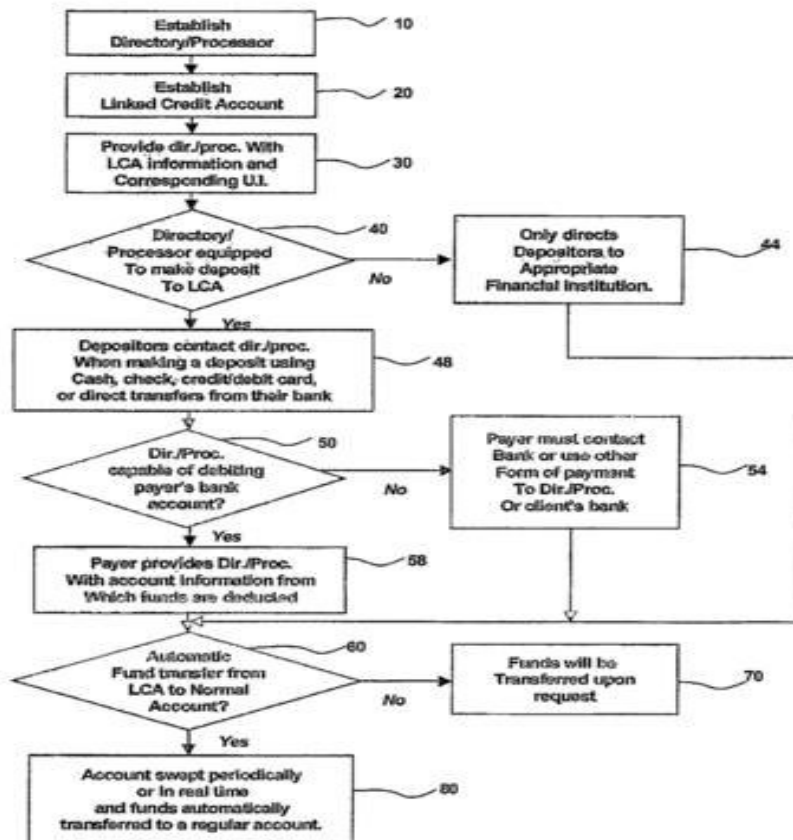 Establish
Directory/Processor
10
Establish
Linked Credit Account
20
Provide dir./proc. With
LCA information and
Corresponding U.I.
30
Directory/
Processor equipped
To make deposit
To LCA
40
No
Only directs
Depositors to
Appropriate
Financial Institution.
44
Yes
Depositors contact dir./proc.
When making a deposit using
Cash, check, credit/debit card,
or direct transfers from their bank
48
Dir./Proc.
capable of debiting
payer's bank
account?
50
No
Payer must contact
Bank or use other
Form of payment
To Dir./Proc.
Or client's bank
54
Yes
Payer provides Dir./Proc.
With account information from
Which funds are deducted
58
Automatic
Fund transfer from
LCA to Normal
Account?
60
No
Funds will be
Transferred upon
request
70
Yes
Account swept periodically
or in real time
and funds automatically
transferred to a regular account.
80